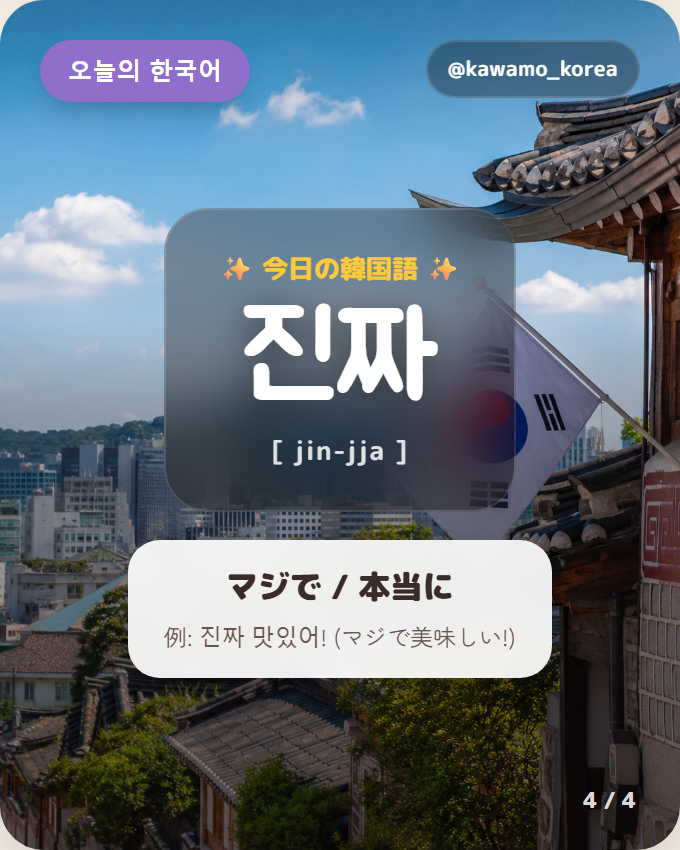 오늘의 한국어
@kawamo_korea
✨ 今日の韓国語 ✨
진짜
[ jin-jja ]
マジで / 本当に
例: 진짜 맛있어! (マジで美味しい!)
4 / 4